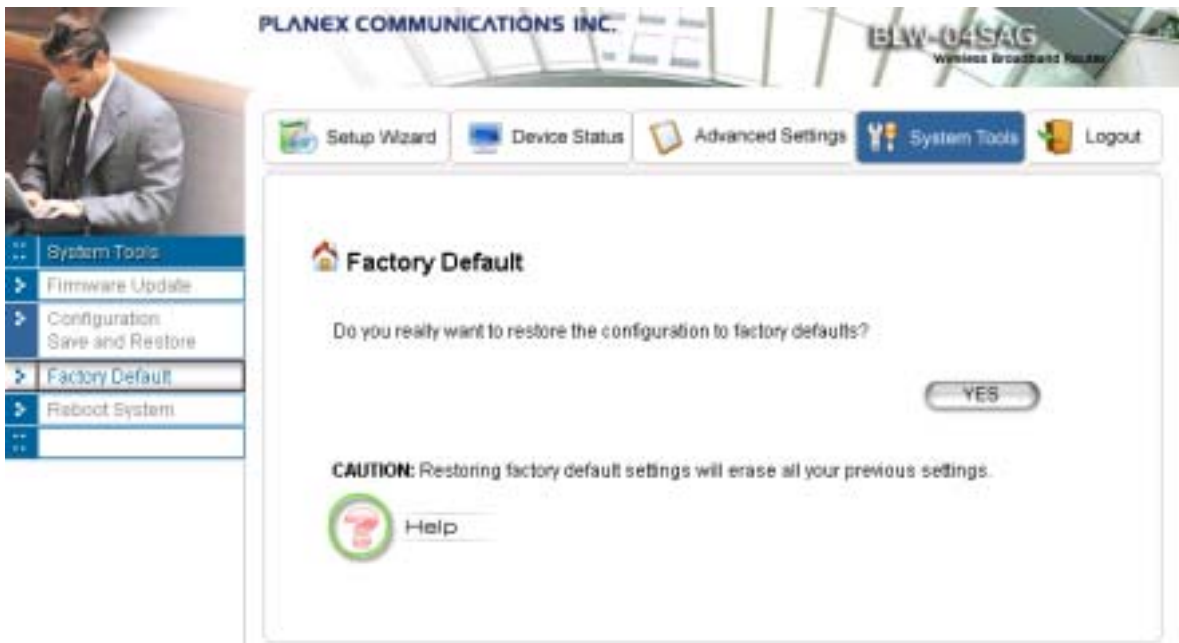 PLANEX COMMUNICATIONS INC.
BLW-04SAG
Wireless Broadband Router
Setup Wizard
Device Status
Advanced Settings
System Tools
Logout
System Tools
Firmware Update
Configuration
Save and Restore
Factory Default
Reboot System
Factory Default
Do you really want to restore the configuration to factory defaults?
YES
CAUTION: Restoring factory default settings will erase all your previous settings.
Help